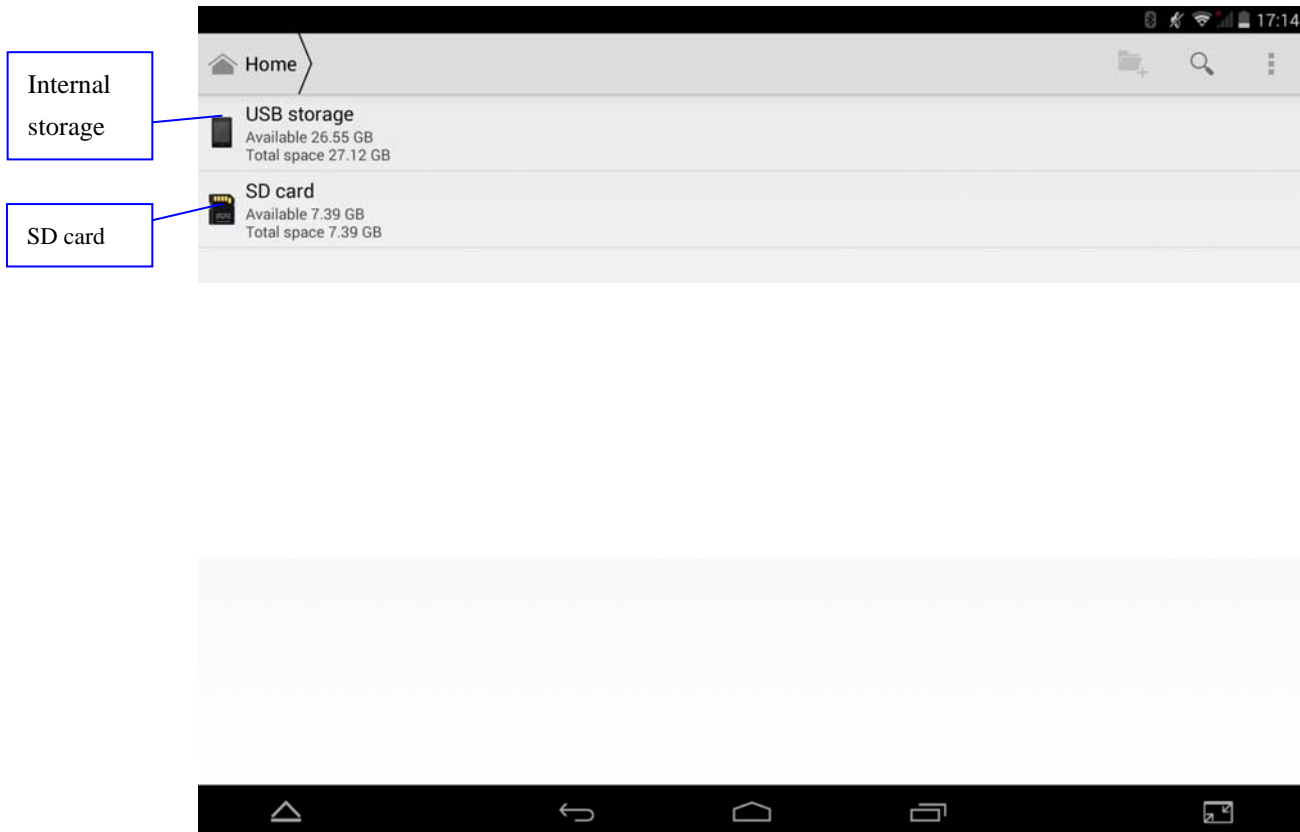 17:14
Home
Internal
storage
USB storage
Available 26.55 GB
Total space 27.12 GB
SD card
SD card
Available 7.39 GB
Total space 7.39 GB